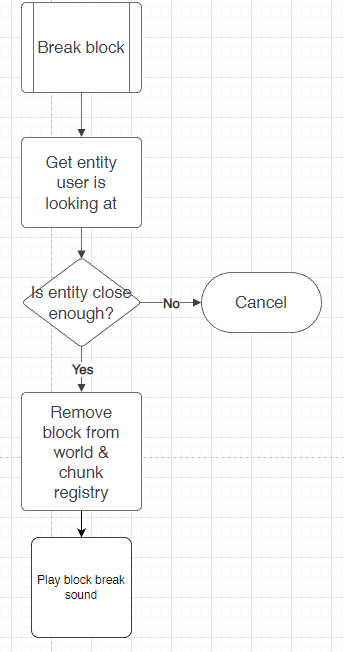 Break block
Get entity
user is
looking at
Is entity close
enough?
No
Cancel
Yes
Remove
block from
world &
chunk
registry
Play block break
sound